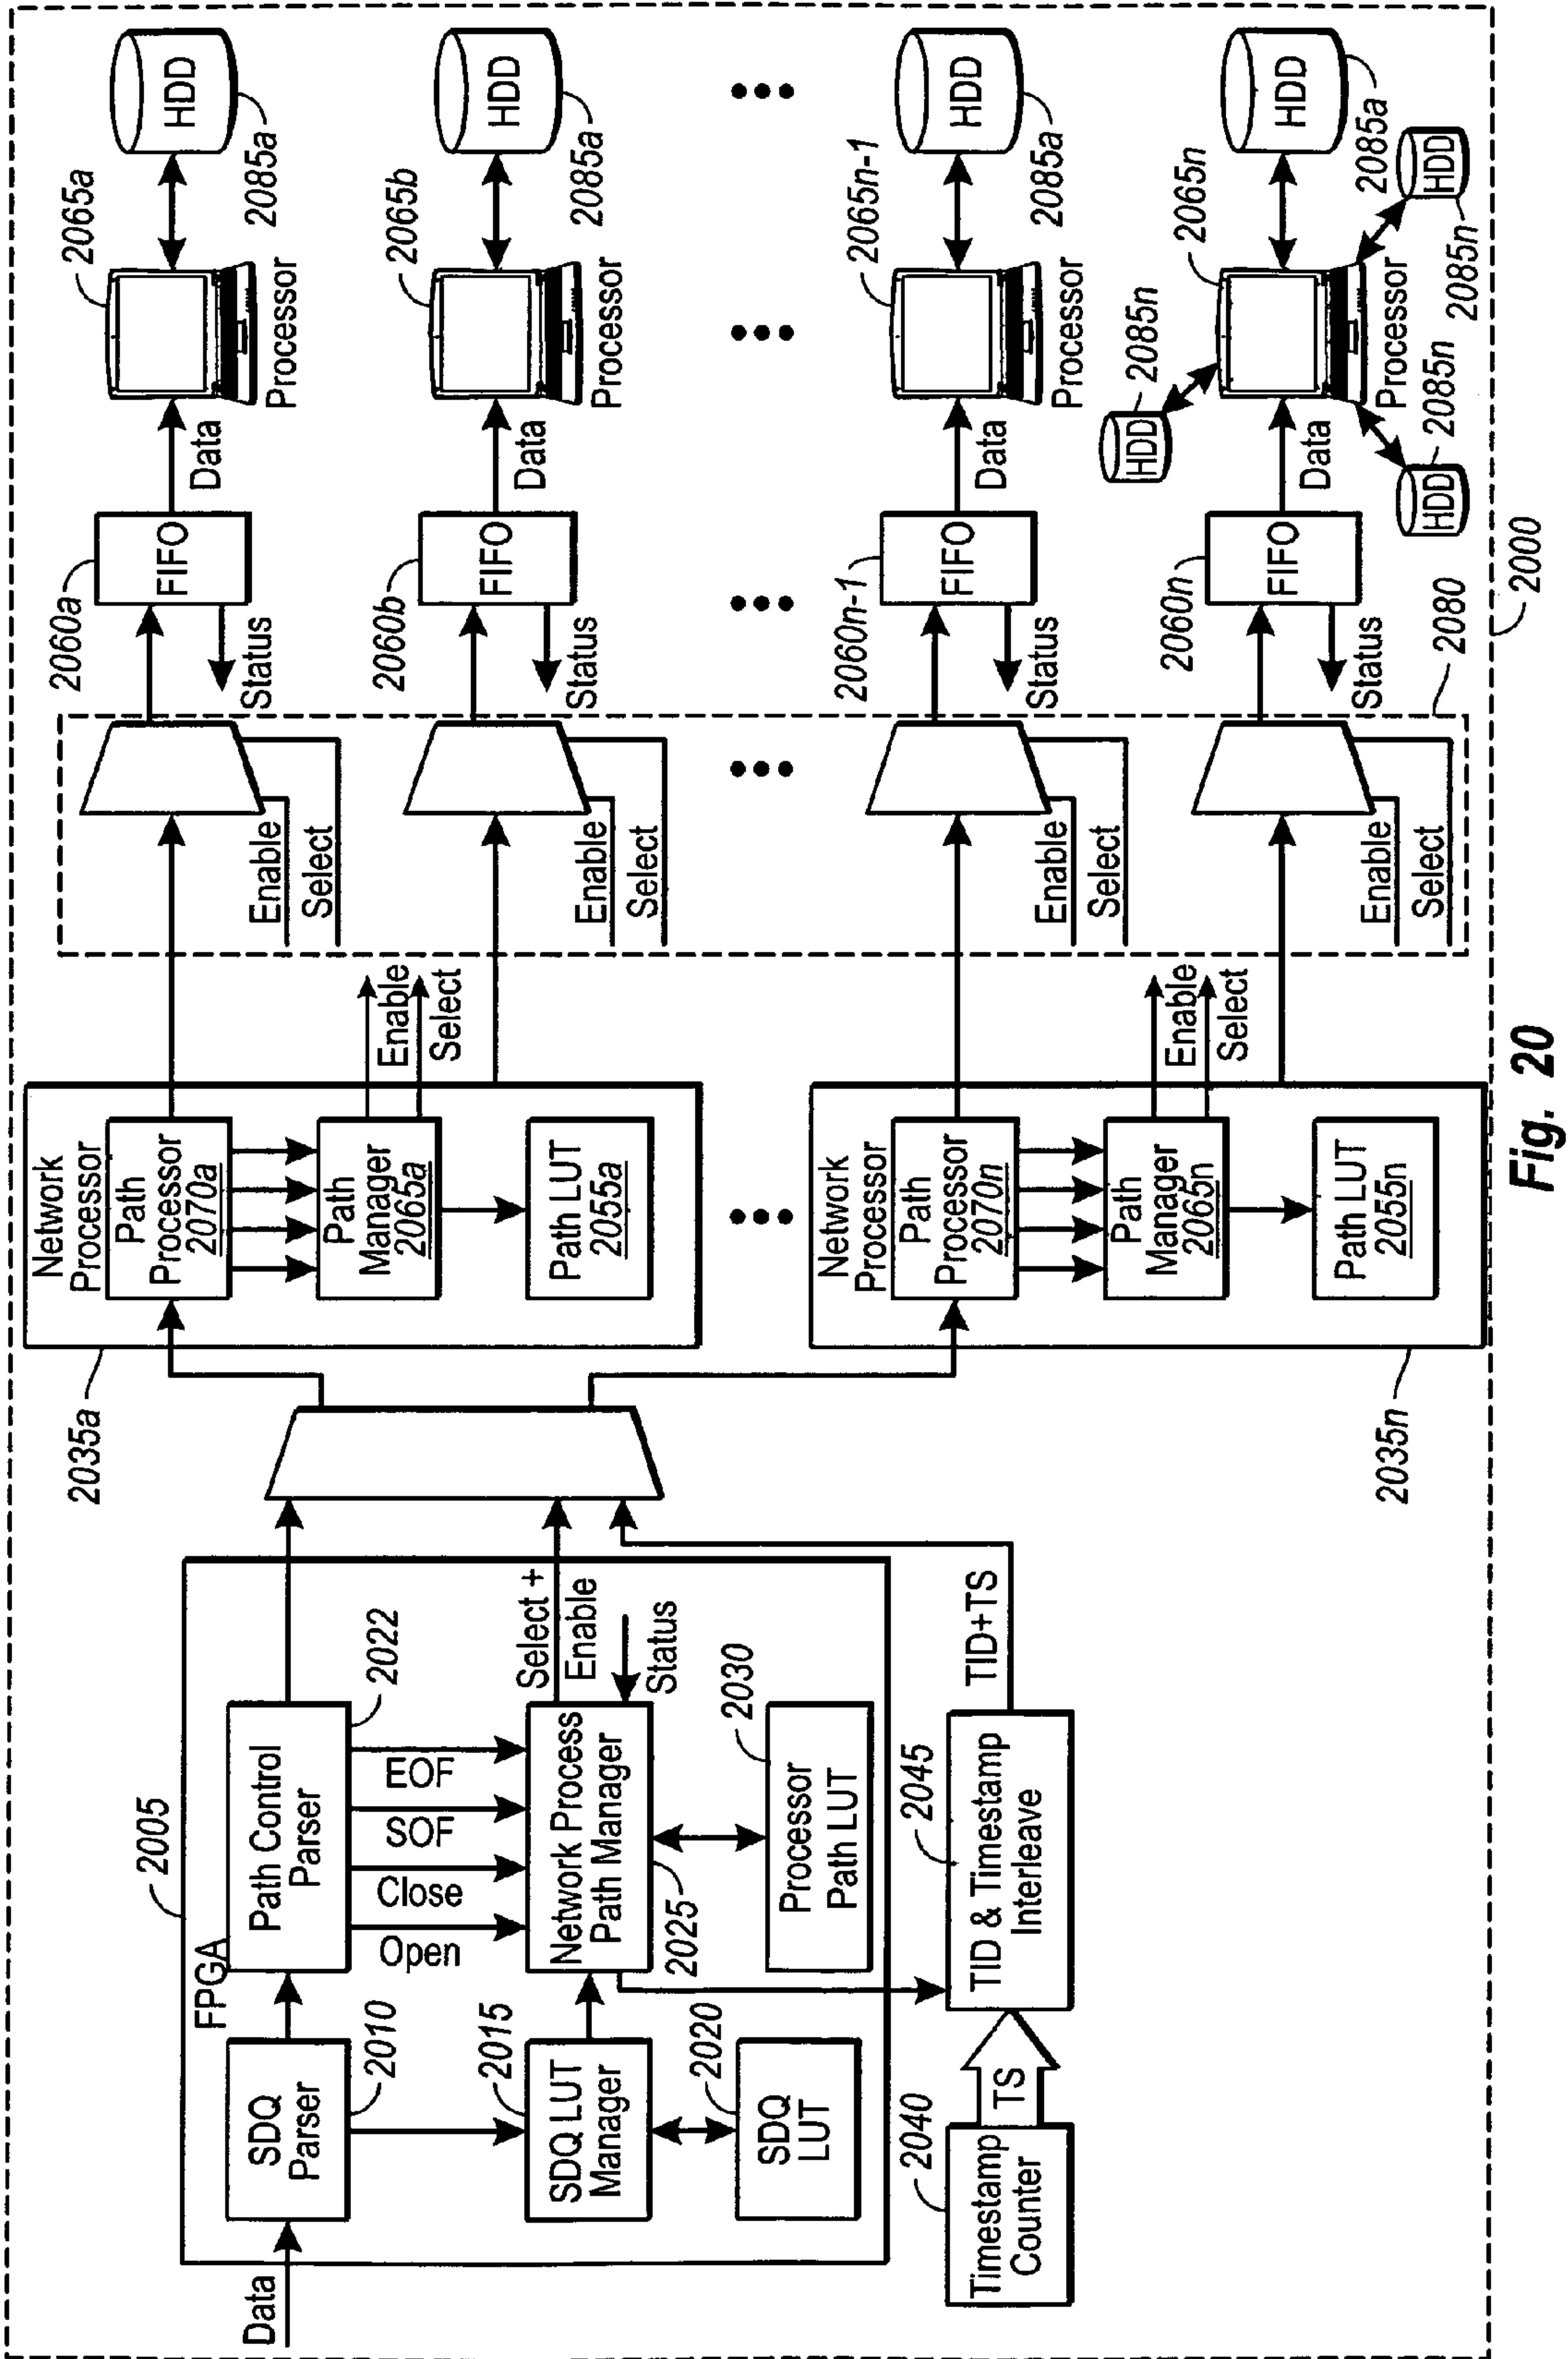 Data
FPGA
2005
SDQ
Parser
2010
Path Control
Parser
2022
EOF
SOF
Close
Open
SDQ LUT
Manager
2015
Network Process
Path Manager
2025
Select +
Enable
Status
SDQ
LUT
2020
Processor
Path LUT
2030
Timestamp
Counter
2040
TS
TID & Timestamp
Interleave
2045
TID+TS
2035a
Network
Processor
Path
Processor
2070a
Path
Manager
2065a
Path LUT
2055a
Enable
Select
2035n
Network
Processor
Path
Processor
2070n
Path
Manager
2065n
Path LUT
2055n
Enable
Select
Enable
Select
Enable
Select
Enable
Select
Enable
Select
2080
2060a
FIFO
Status
Data
2065a
Processor
HDD
2085a
2060b
FIFO
Status
Data
2065b
Processor
HDD
2085a
2060n-1
FIFO
Status
Data
2065n-1
Processor
HDD
2085a
2060n
FIFO
Status
Data
2065n
Processor
HDD
2085a
HDD
2085n
HDD
2085n
HDD
2085n
2000
Fig. 20